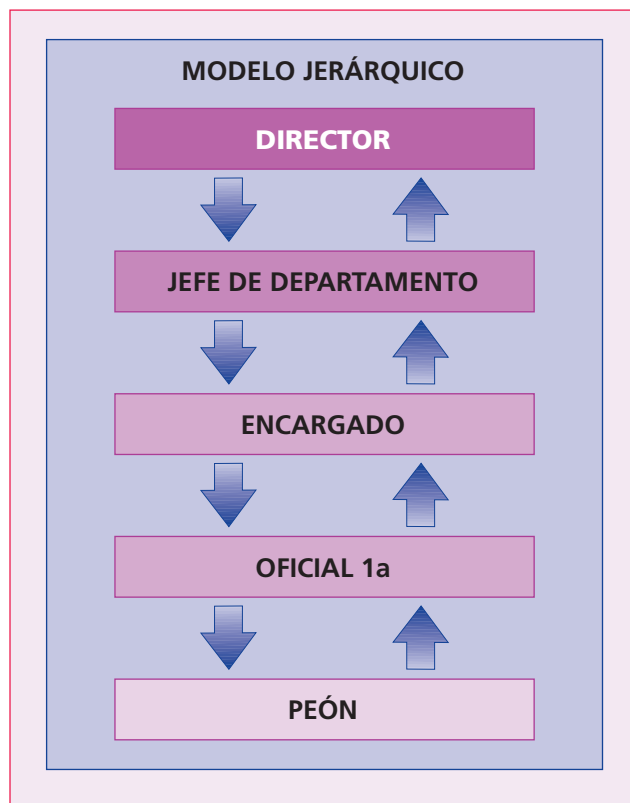 MODELO JERÁRQUICO
DIRECTOR
JEFE DE DEPARTAMENTO
ENCARGADO
OFICIAL 1a
PEÓN